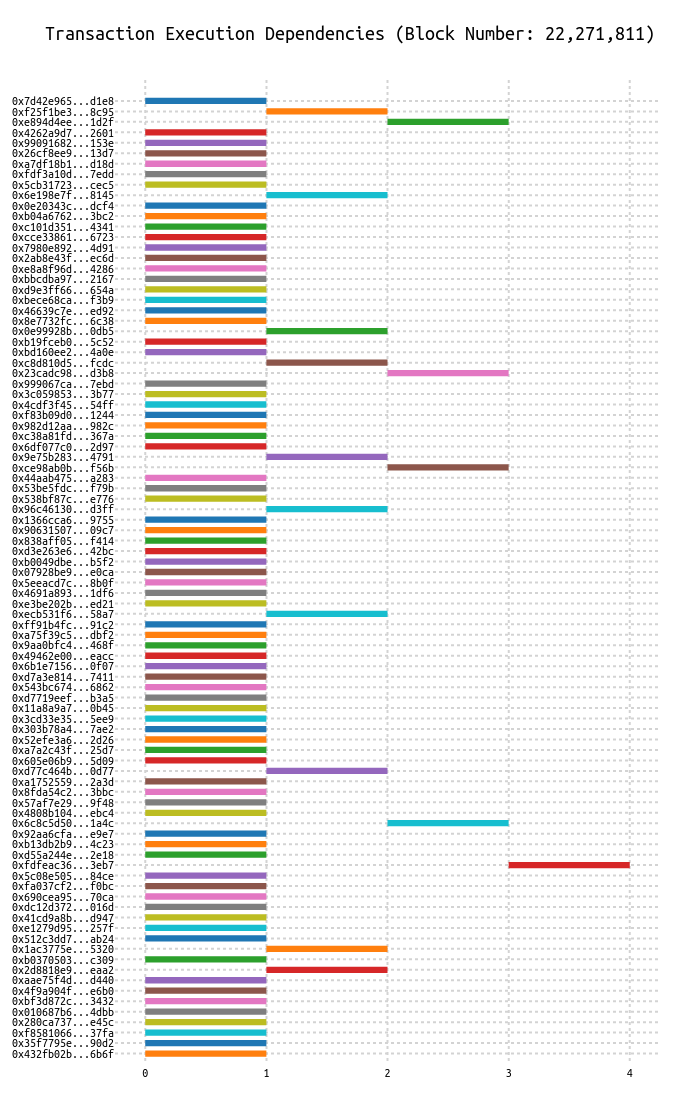 Transaction Execution Dependencies (Block Number: 22,271,811)
0x7d42e965...d1e8
0xf25f1be3...8c95
0xe894d4ee...1d2f
0x4262a9d7...2601
0x99091682...153e
0x26cf8ee9...13d7
0xa7df18b1...d18d
0xfdf3a10d...7edd
0x5cb31723...cec5
0x6e198e7f...8145
0x0e20343c...dcf4
0xb04a6762...3bc2
0xc101d351...4341
0xcce33861...6723
0x7980e892...4d91
0x2ab8e43f...ec6d
0xe8a8f96d...4286
0xbbcdba97...2167
0xd9e3ff66...654a
0xbece68ca...f3b9
0x46639c7e...ed92
0x8e7732fc...6c38
0x0e99928b...0db5
0xb19fceb0...5c52
0xbd160ee2...4a0e
0xc8d810d5...fcdc
0x23cadc98...d3b8
0x999067ca...7ebd
0x3c059853...3b77
0x4cdf3f45...54ff
0xf83b09d0...1244
0x982d12aa...982c
0xc38a81fd...367a
0x6df077c0...2d97
0x9e75b283...4791
0xce98ab0b...f56b
0x44aab475...a283
0x53be5fdc...f79b
0x538bf87c...e776
0x96c46130...d3ff
0x1366cca6...9755
0x90631507...09c7
0x838aff05...f414
0xd3e263e6...42bc
0xb0049dbe...b5f2
0x07928be9...e0ca
0x5eeacd7c...8b0f
0x4691a893...1df6
0xe3be202b...ed21
0xecb531f6...58a7
0xff91b4fc...91c2
0xa75f39c5...dbf2
0x9aa0bfc4...468f
0x49462e00...eacc
0x6b1e7156...0f07
0xd7a3e814...7411
0x543bc674...6862
0xd7719eef...b3a5
0x11a8a9a7...0b45
0x3cd33e35...5ee9
0x303b78a4...7ae2
0x52efe3a6...2d26
0xa7a2c43f...25d7
0x605e06b9...5d09
0xd77c464b...0d77
0xa1752559...2a3d
0x8fda54c2...3bbc
0x57af7e29...9f48
0x4808b104...ebc4
0x6c8c5d50...1a4c
0x92aa6cfa...e9e7
0xb13db2b9...4c23
0xd55a244e...2e18
0xfdfeac36...3eb7
0x5c08e505...84ce
0xfa037cf2...f0bc
0x690cea95...70ca
0xdc12d372...016d
0x41cd9a8b...d947
0xe1279d95...257f
0x512c3dd7...ab24
0x1ac3775e...5320
0xb0370503...c309
0x2d8818e9...eaa2
0xaae75f4d...d440
0x4f9a904f...e6b0
0xbf3d872c...3432
0x010687b6...4dbb
0x280ca737...e45c
0xf8581066...37fa
0x35f7795e...90d2
0x432fb02b...6b6f
0 1 2 3 4